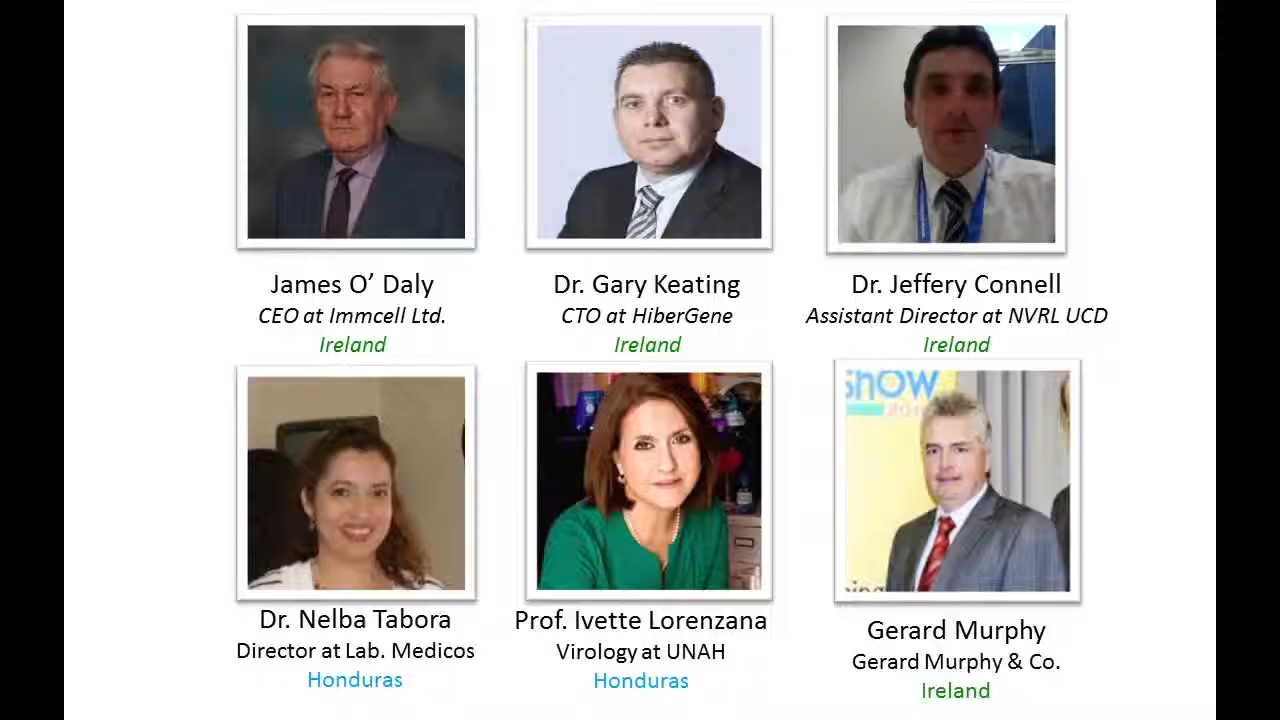 James O’ Daly
CEO at Immcell Ltd.
Ireland
Dr. Gary Keating
CTO at HiberGene
Ireland
Dr. Jeffery Connell
Assistant Director at NVRL UCD
Ireland
Dr. Nelba Tabora
Director at Lab. Medicos
Honduras
Prof. Ivette Lorenzana
Virology at UNAH
Honduras
show
Gerard Murphy
Gerard Murphy & Co.
Ireland